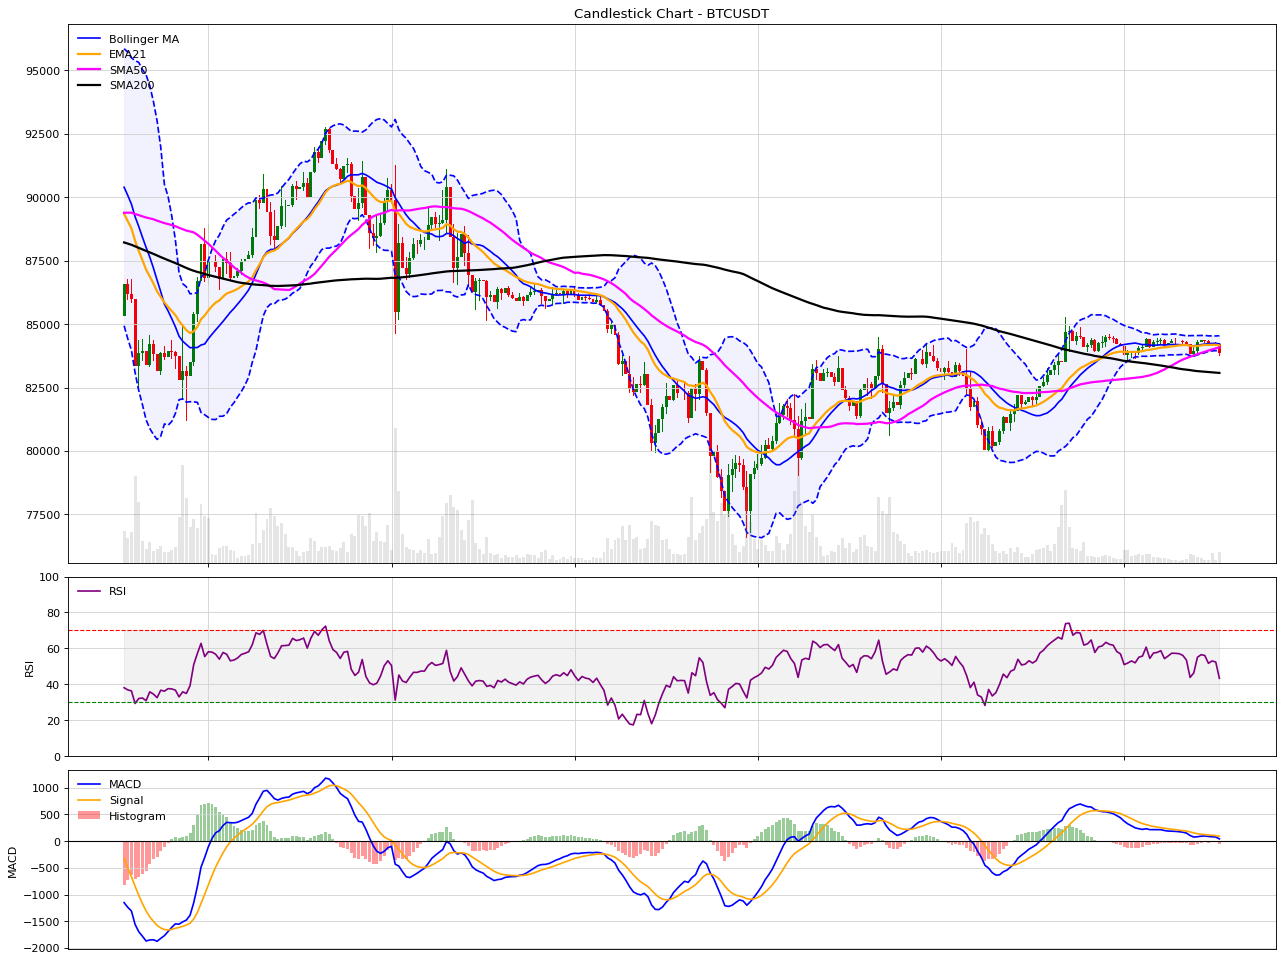 Candlestick Chart - BTCUSDT
Bollinger MA
EMA21
SMA50
SMA200
95000
92500
90000
87500
85000
82500
80000
77500
RSI
100
80
60
40
20
0
RSI
MACD
Signal
Histogram
1000
500
0
−500
−1000
−1500
−2000
MACD